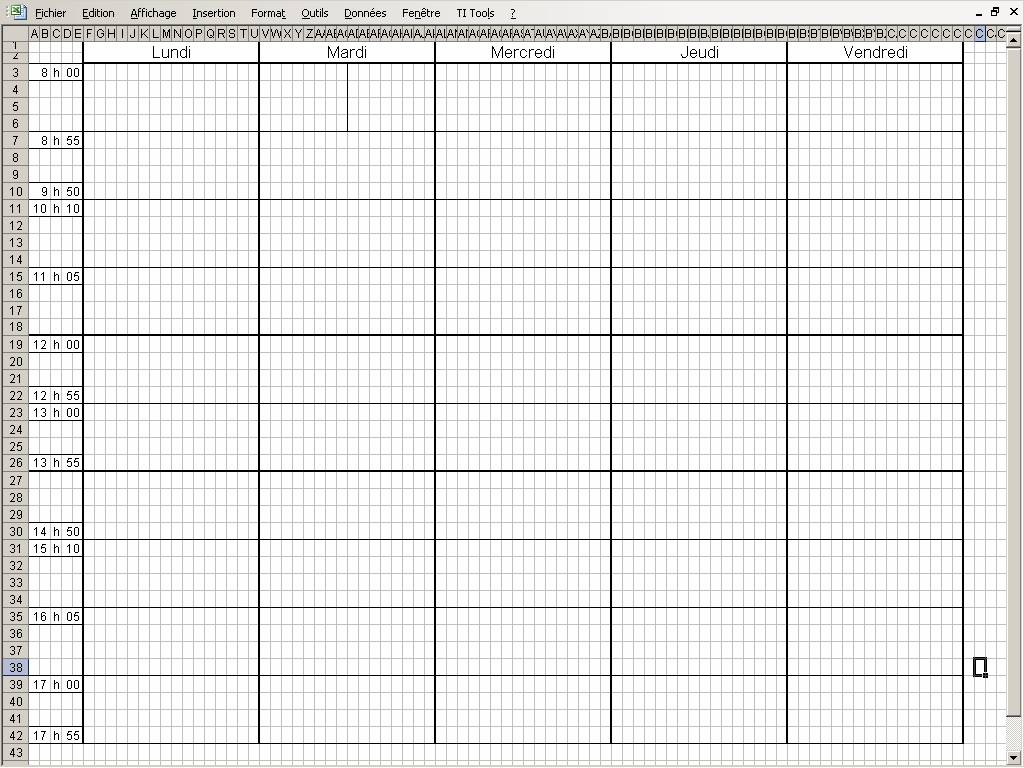 Fichier Edition Affichage Insertion Format Outils Données Fenêtre TI Tools ?
A B C D E F G H I J K L M N O P Q R S T U V W X Y Z
1
2 Lundi Mardi Mercredi Jeudi Vendredi
3 8 h 00
4
5
6
7 8 h 55
8
9
10 9 h 50
11 10 h 10
12
13
14
15 11 h 05
16
17
18
19 12 h 00
20
21
22 12 h 55
23 13 h 00
24
25
26 13 h 55
27
28
29
30 14 h 50
31 15 h 10
32
33
34
35 16 h 05
36
37
38
39 17 h 00
40
41
42 17 h 55
43